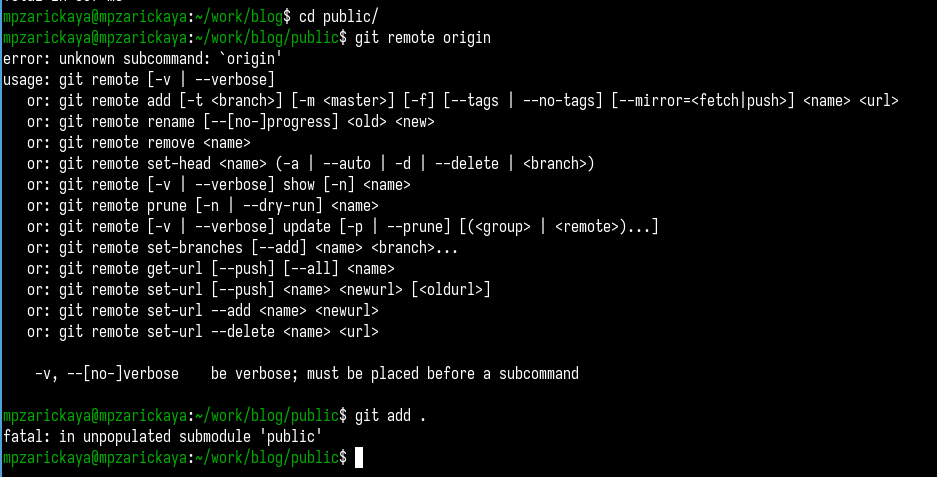 mpzarickaya@mpzarickaya:~/work/blog$ cd public/
mpzarickaya@mpzarickaya:~/work/blog/public$ git remote origin
error: unknown subcommand: `origin'
usage: git remote [-v | --verbose]
   or: git remote add [-t <branch>] [-m <master>] [-f] [--tags | --no-tags] [--mirror=<fetch|push>] <name> <url>
   or: git remote rename [--[no-]progress] <old> <new>
   or: git remote remove <name>
   or: git remote set-head <name> (-a | --auto | -d | --delete | <branch>)
   or: git remote [-v | --verbose] show [-n] <name>
   or: git remote prune [-n | --dry-run] <name>
   or: git remote [-v | --verbose] update [-p | --prune] [(<group> | <remote>)...]
   or: git remote set-branches [--add] <name> <branch>...
   or: git remote get-url [--push] [--all] <name>
   or: git remote set-url [--push] <name> <newurl> [<oldurl>]
   or: git remote set-url --add <name> <newurl>
   or: git remote set-url --delete <name> <url>
    -v, --[no-]verbose    be verbose; must be placed before a subcommand
mpzarickaya@mpzarickaya:~/work/blog/public$ git add .
fatal: in unpopulated submodule 'public'
mpzarickaya@mpzarickaya:~/work/blog/public$